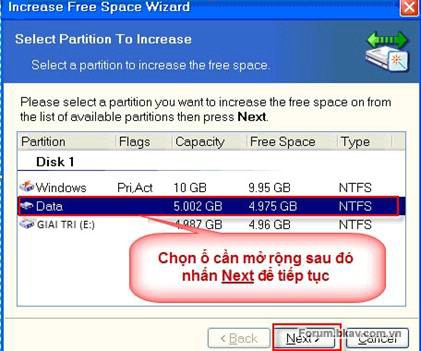 Increase Free Space Wizard
Select Partition To Increase
Select a partition to increase the free space.
Please select a partition you want to increase the free space on from
the list of available partitions then press Next.
Partition Flags Capacity Free Space Type
Disk 1
Windows Pri,Act 10 GB 9.95 GB NTFS
Data 5.002 GB 4.975 GB NTFS
GIAI TRI (E:) 4.987 GB 4.96 GB NTFS
Chọn ổ cần mở rộng sau đó
nhấn Next để tiếp tục
< Back Next > Cancel
Forum.bkav.com.vn